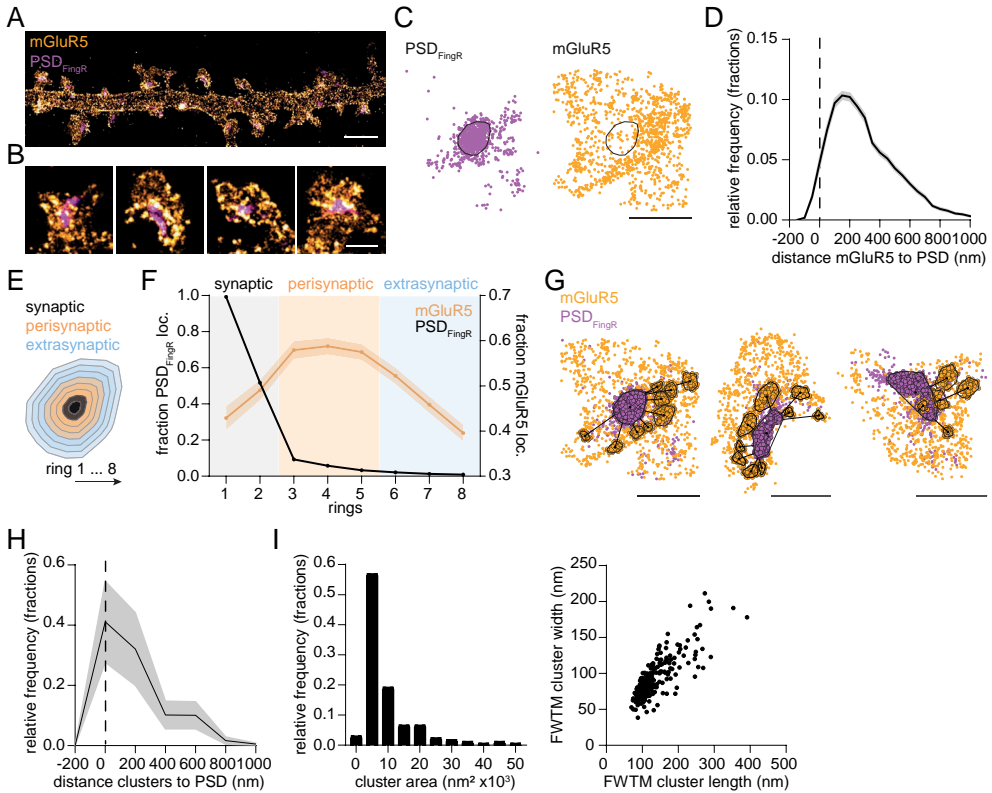 A
mGluR5
PSD_FingR
B
C
PSD_FingR
mGluR5
D
relative frequency (fractions)
0.15
0.10
0.05
0.00
-200 0 200 400 600 800 1000
distance mGluR5 to PSD (nm)
E
synaptic
perisynaptic
extrasynaptic
ring 1 ... 8
F
synaptic perisynaptic extrasynaptic
mGluR5
PSD_FingR
fraction PSD_FingR loc.
1.0
0.8
0.6
0.4
0.2
0.0
0.7
0.6
0.5
0.4
0.3
fraction mGluR5 loc.
1 2 3 4 5 6 7 8
rings
G
mGluR5
PSD_FingR
H
relative frequency (fractions)
0.6
0.4
0.2
0.0
-200 0 200 400 600 800 1000
distance clusters to PSD (nm)
I
relative frequency (fractions)
0.6
0.5
0.4
0.3
0.2
0.1
0.0
0 10 20 30 40 50
cluster area (nm² x10³)
FWTM cluster width (nm)
250
200
150
100
50
0
0 100 200 300 400 500
FWTM cluster length (nm)